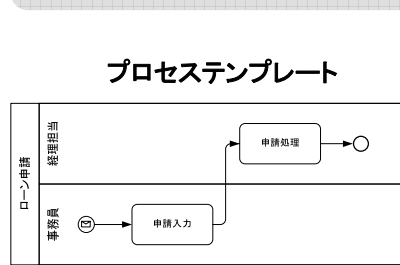 プロセステンプレート
ローン申請
経理担当
申請処理
事務員
申請入力